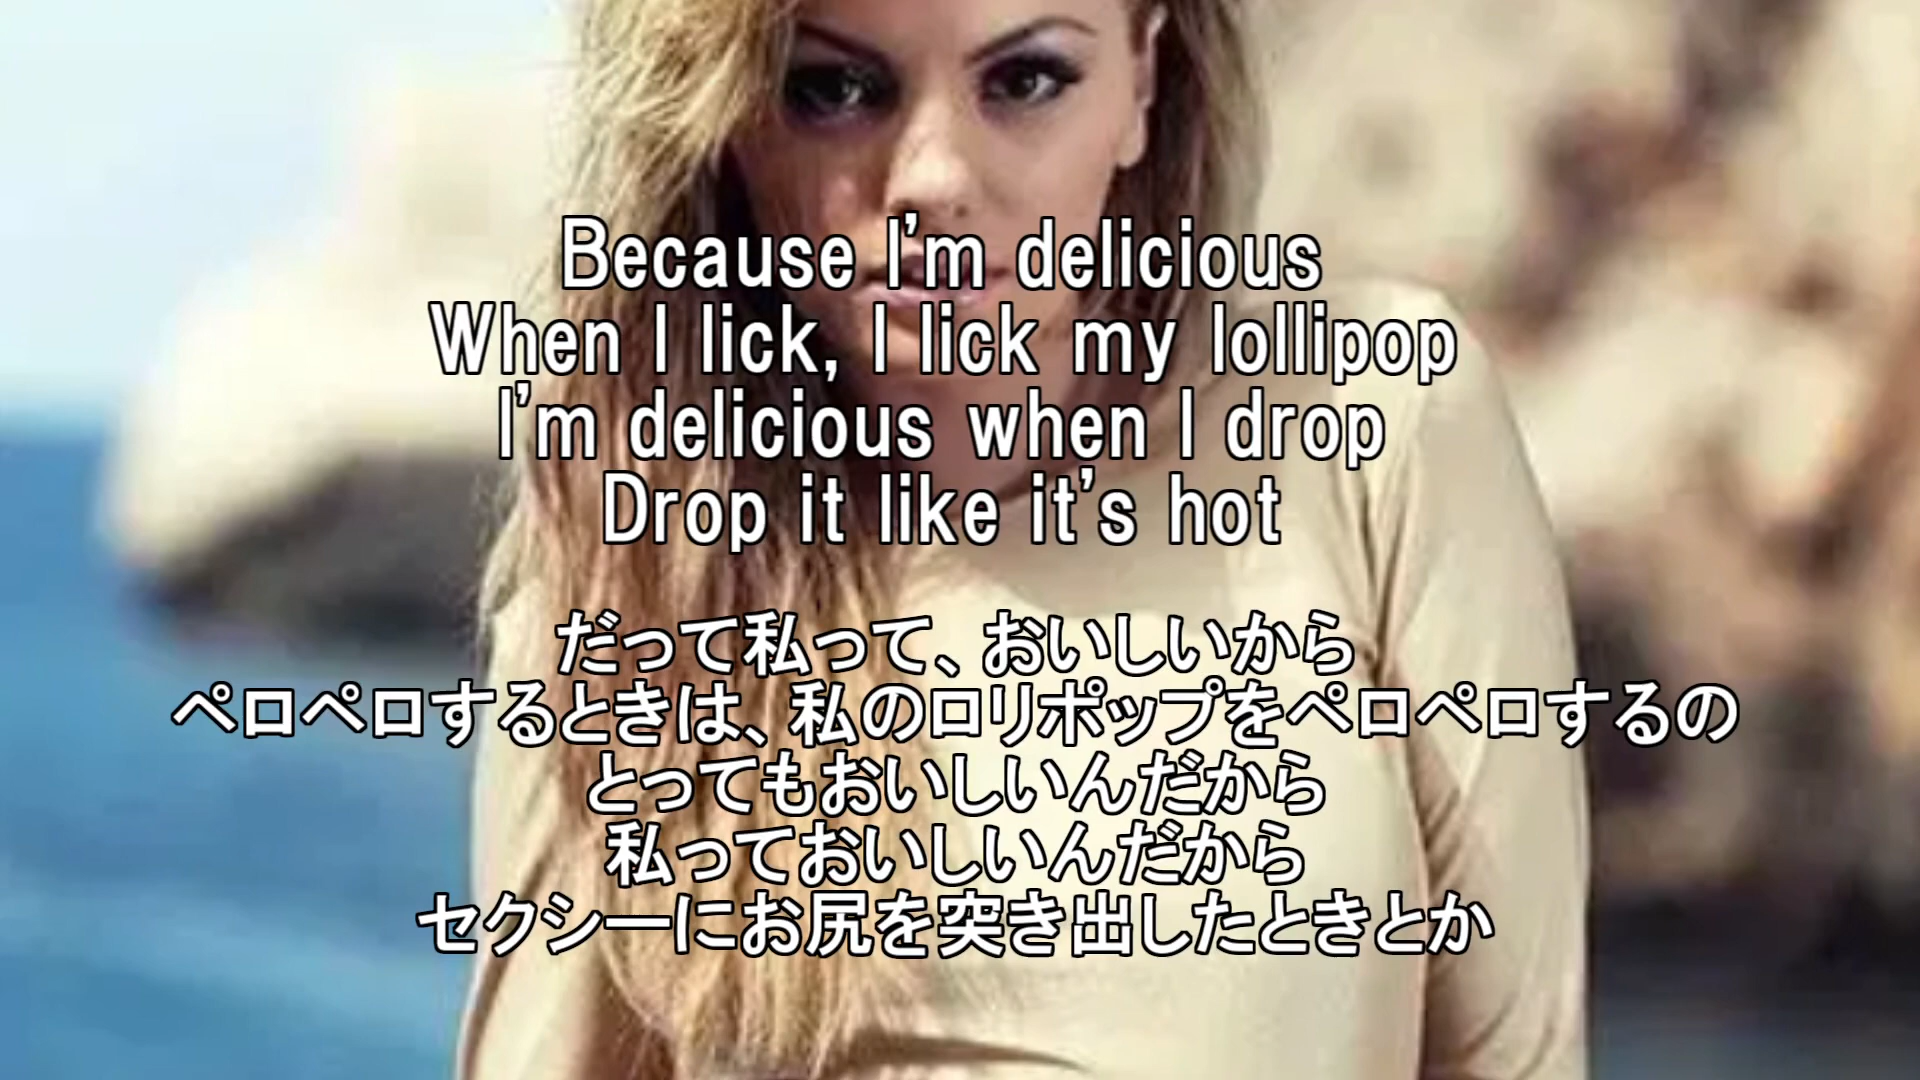 Because I'm delicious
When I lick, I lick my lollipop
I'm delicious when I drop
Drop it like it's hot
だって私って、おいしいから
ペロペロするときは、私のロリポップをペロペロするの
とってもおいしいんだから
私っておいしいんだから
セクシーにお尻を突き出したときとか